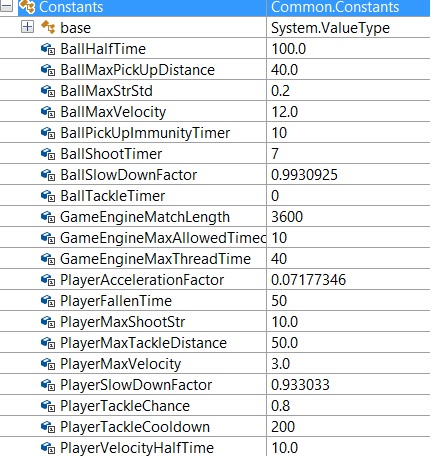 Constants Common.Constants
base System.ValueType
BallHalfTime 100.0
BallMaxPickUpDistance 40.0
BallMaxStrStd 0.2
BallMaxVelocity 12.0
BallPickUpImmunityTimer 10
BallShootTimer 7
BallSlowDownFactor 0.9930925
BallTackleTimer 0
GameEngineMatchLength 3600
GameEngineMaxAllowedTimec 10
GameEngineMaxThreadTime 40
PlayerAccelerationFactor 0.07177346
PlayerFallenTime 50
PlayerMaxShootStr 10.0
PlayerMaxTackleDistance 50.0
PlayerMaxVelocity 3.0
PlayerSlowDownFactor 0.933033
PlayerTackleChance 0.8
PlayerTackleCooldown 200
PlayerVelocityHalfTime 10.0